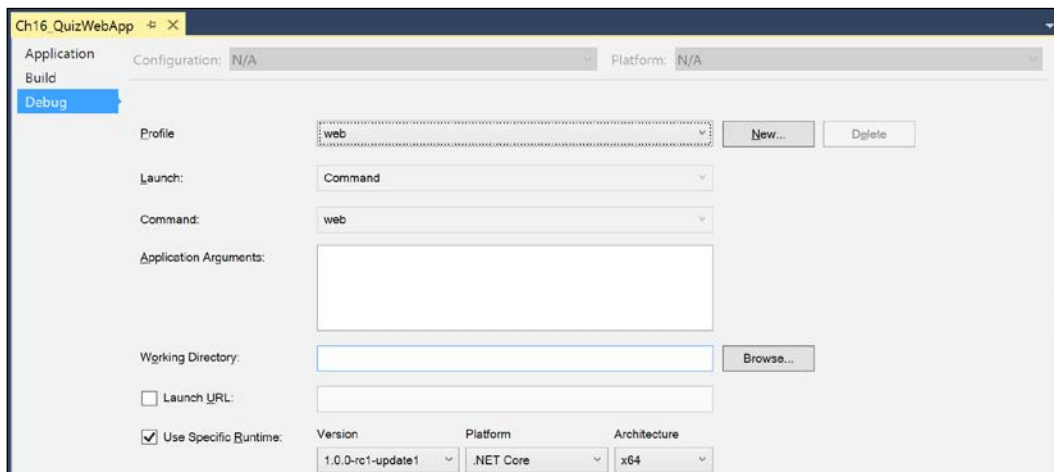 Ch16_QuizWebApp
Application
Build
Debug
Configuration: N/A Platform: N/A
Profile web New... Delete
Launch: Command
Command: web
Application Arguments:
Working Directory: Browse...
Launch URL:
Use Specific Runtime: Version Platform Architecture
1.0.0-rc1-update1 .NET Core x64